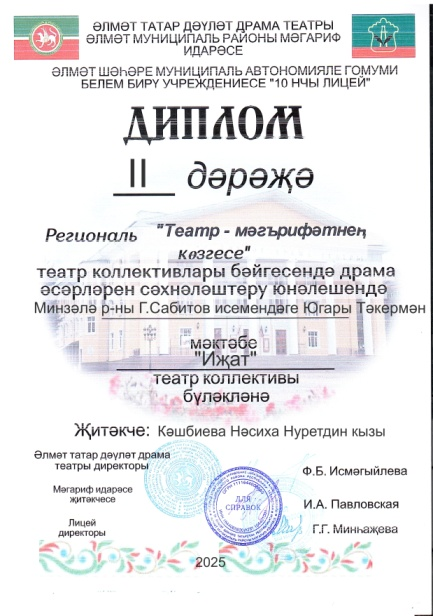 ӘЛМӘТ ТАТАР ДӘҮЛӘТ ДРАМА ТЕАТРЫ
ӘЛМӘТ МУНИЦИПАЛЬ РАЙОНЫ МӘГАРИФ
ИДАРӘСЕ
ӘЛМӘТ ШӘҺӘРЕ МУНИЦИПАЛЬ АВТОНОМИЯЛЕ ГОМУМИ
БЕЛЕМ БИРҮ УЧРЕЖДЕНИЕСЕ "10 НЧЫ ЛИЦЕЙ"
ДИПЛОМ
II дәрәҗә
Региональ "Театр - мәгърифәтнең
көзгесе"
театр коллективлары бәйгесендә драма
әсәрләрен сәхнәләштерү юнәлешендә
Минзәлә р-ны Г.Сабитов исемендәге Югары Тәкермән
мәктәбе
"Иҗат"
театр коллективы
бүләкләнә
Җитәкче: Кәшбиева Нәсиха Нуретдин кызы
Әлмәт татар дәүләт драма
театры директоры
Ф.Б. Исмәгыйлева
Мәгариф идарәсе
җитәкчесе
И.А. Павловская
ДЛЯ
СПРАВОК
Лицей
директоры
Г.Г. Миңһаҗева
2025